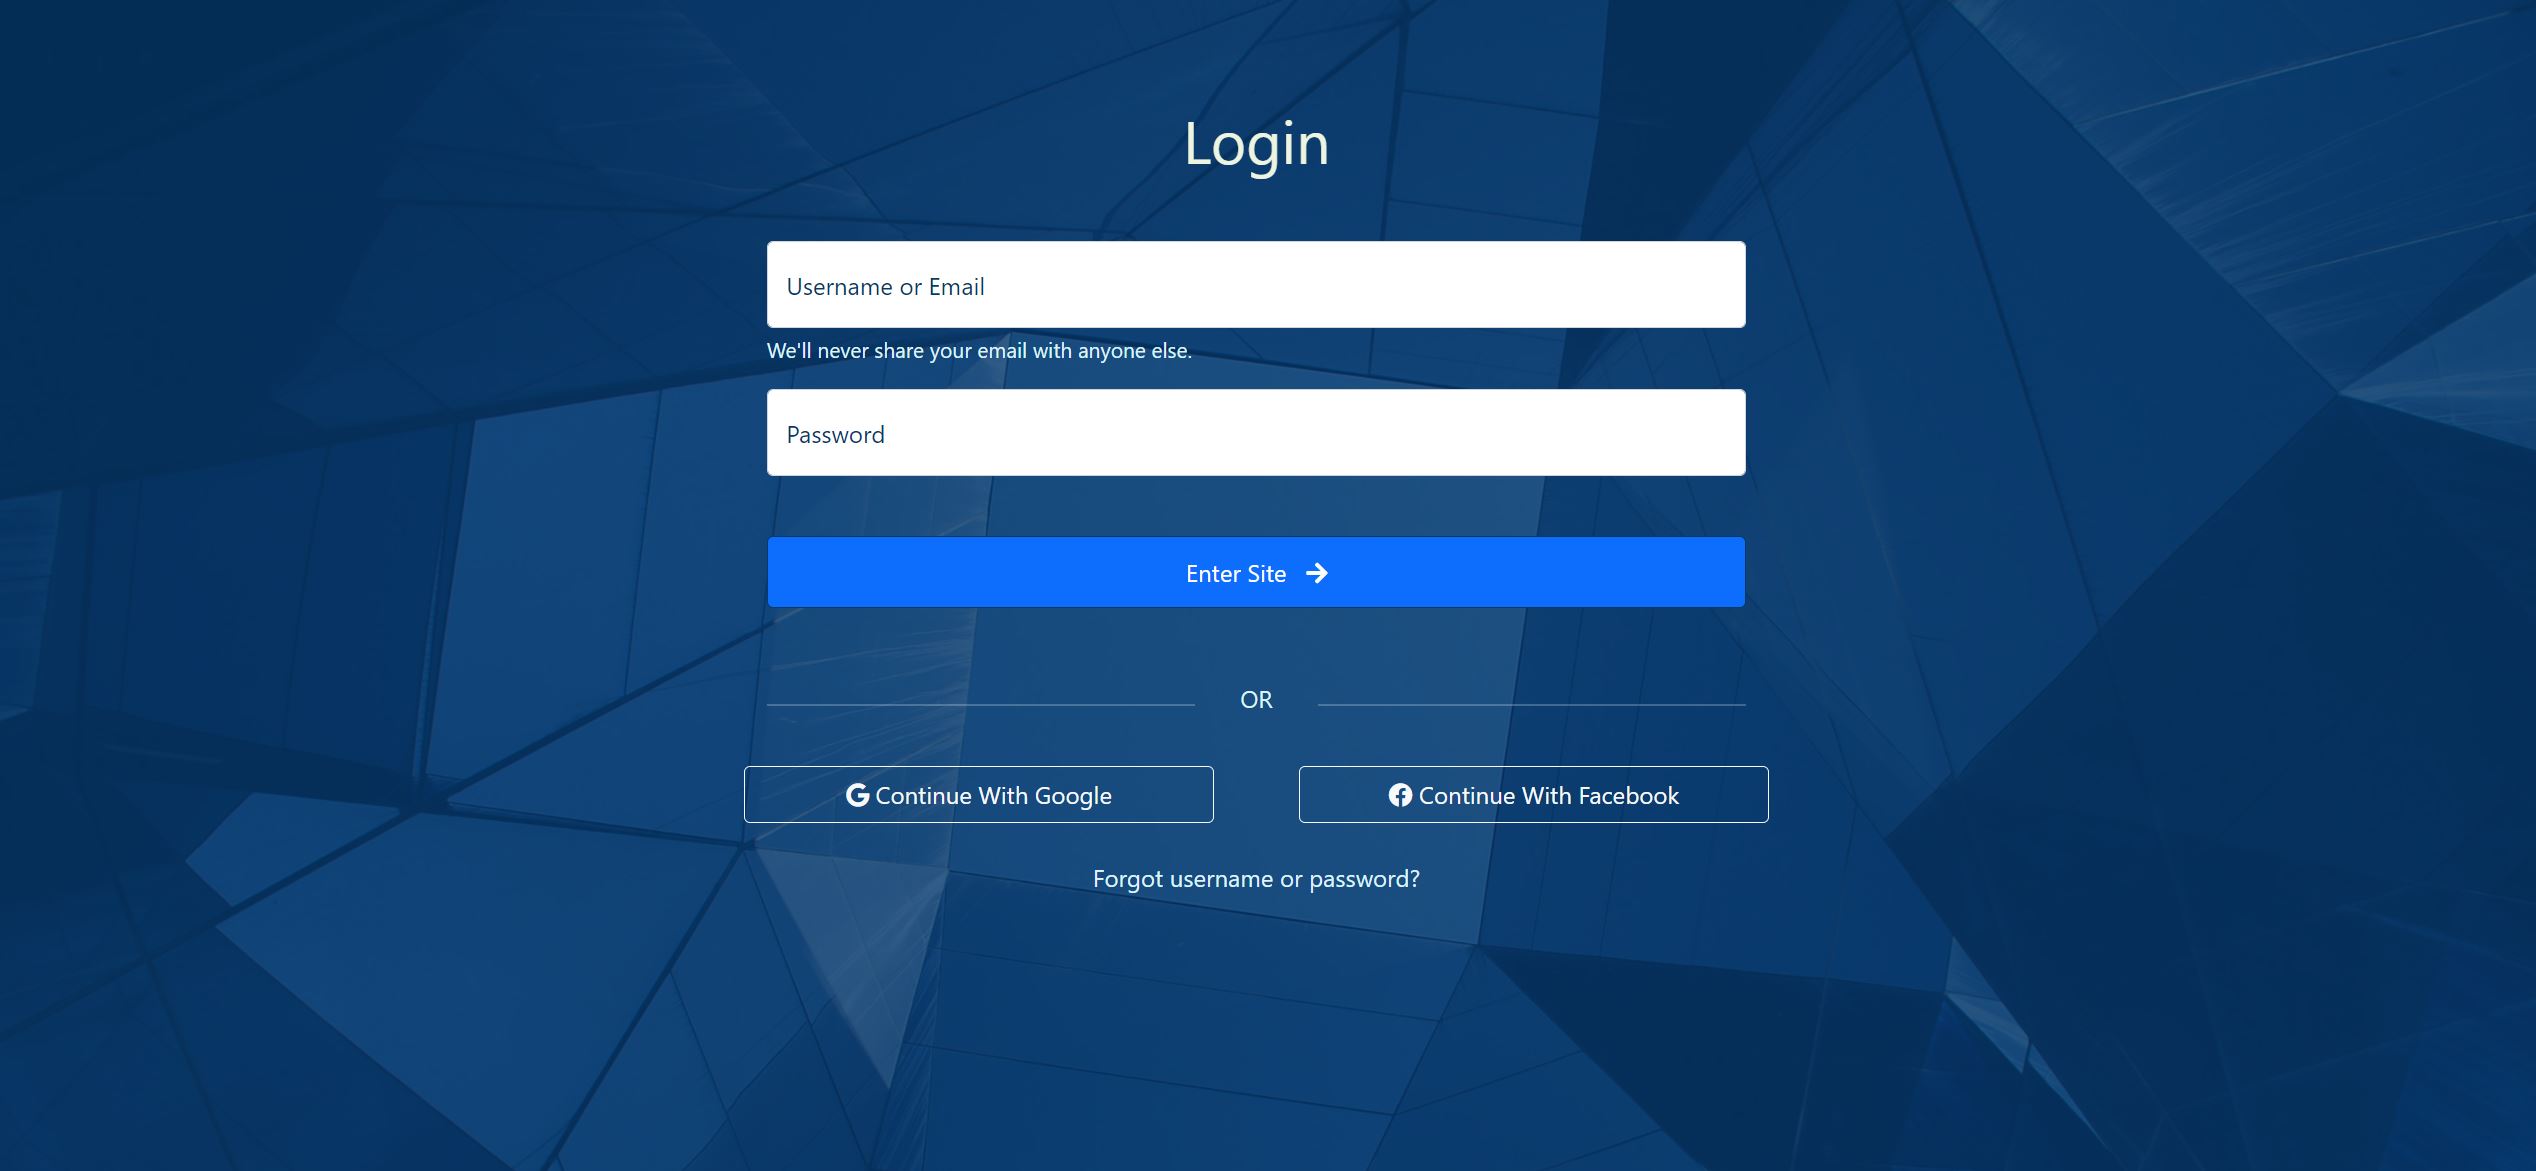 Login
Username or Email
We'll never share your email with anyone else.
Password
Enter Site
OR
Continue With Google
Continue With Facebook
Forgot username or password?